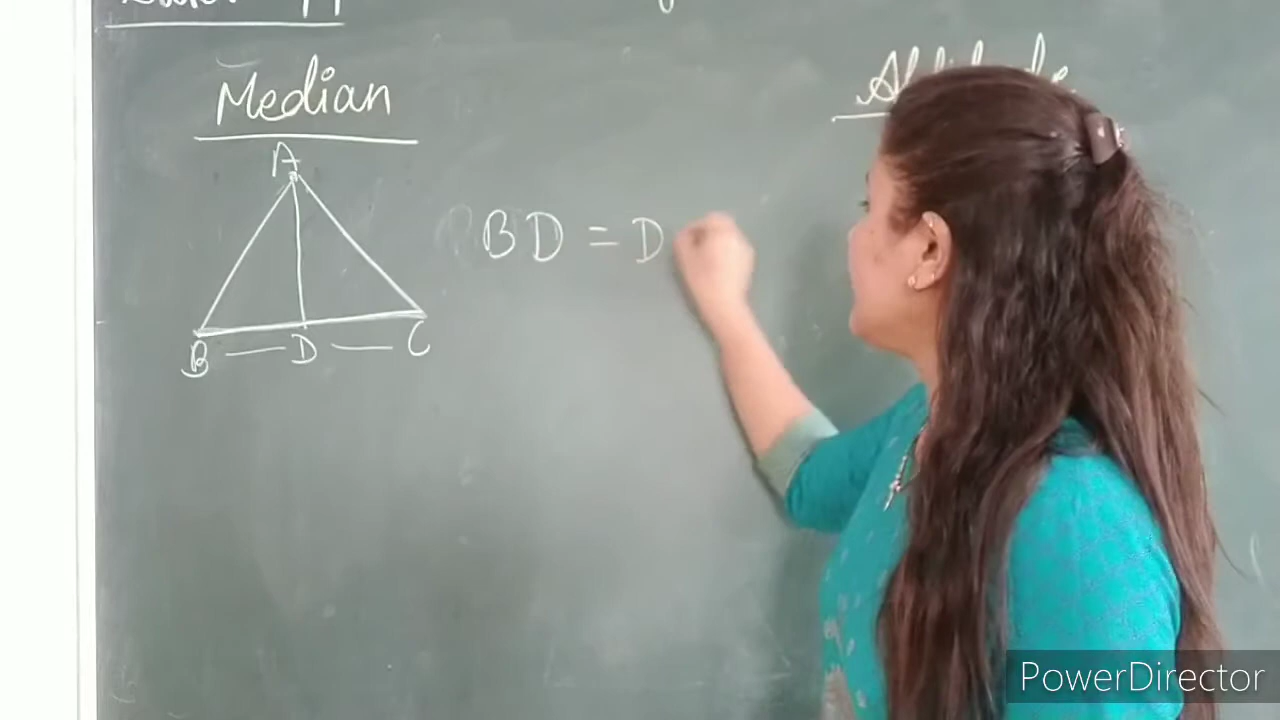 Median
A
BD = D
B — D — C
PowerDirector